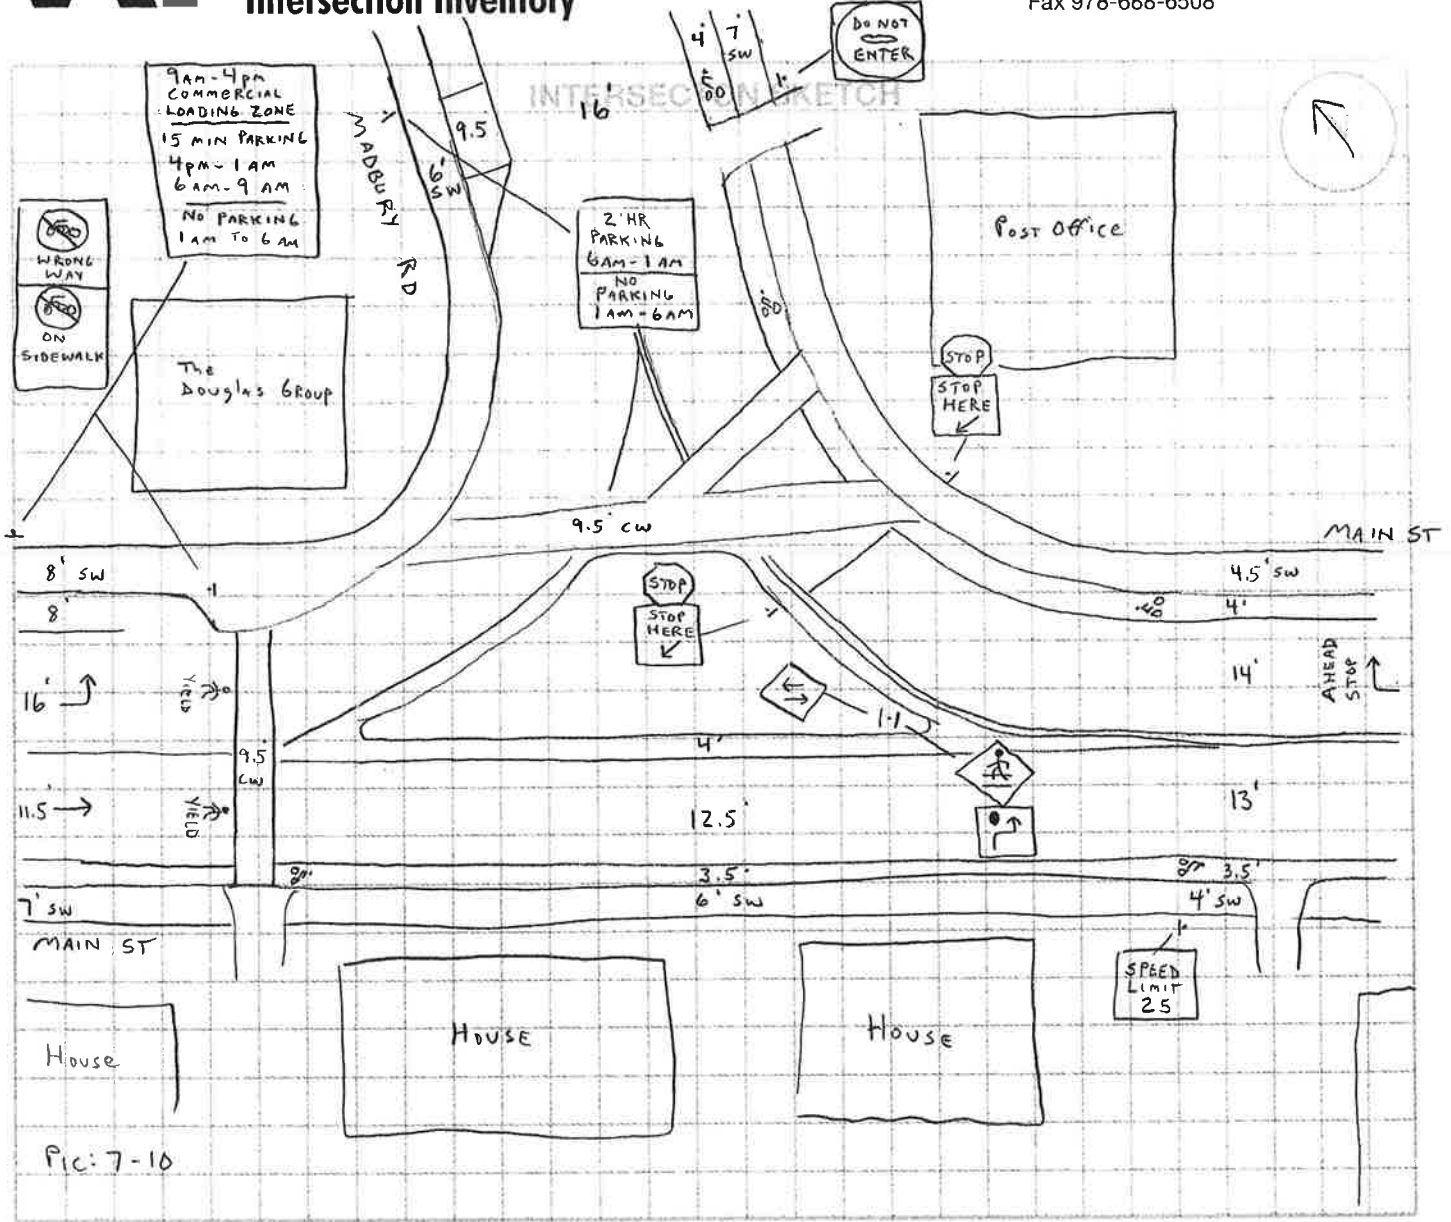 Intersection Inventory
Fax 978-688-6508
INTERSECTION SKETCH
DO NOT
ENTER
4'
7'
SW
16'
9AM-4PM
COMMERCIAL
LOADING ZONE
15 MIN PARKING
4PM-1AM
6AM-9AM
NO PARKING
1AM TO 6AM
MADBURY RD
6'
SW
9.5
WRONG
WAY
ON
SIDEWALK
2 HR
PARKING
6AM-1AM
NO
PARKING
1AM-6AM
Post Office
The
Douglas Group
STOP
STOP
HERE
9.5' CW
MAIN ST
8' SW
8'
4.5' SW
4'
STOP
STOP
HERE
16'
YIELD
14'
AHEAD
STOP
9.5'
CW
4'
11.5'
YIELD
12.5'
13'
3.5'
3.5'
7' SW
6' SW
4' SW
MAIN ST
SPEED
LIMIT
25
House
House
House
Pic: 7-10